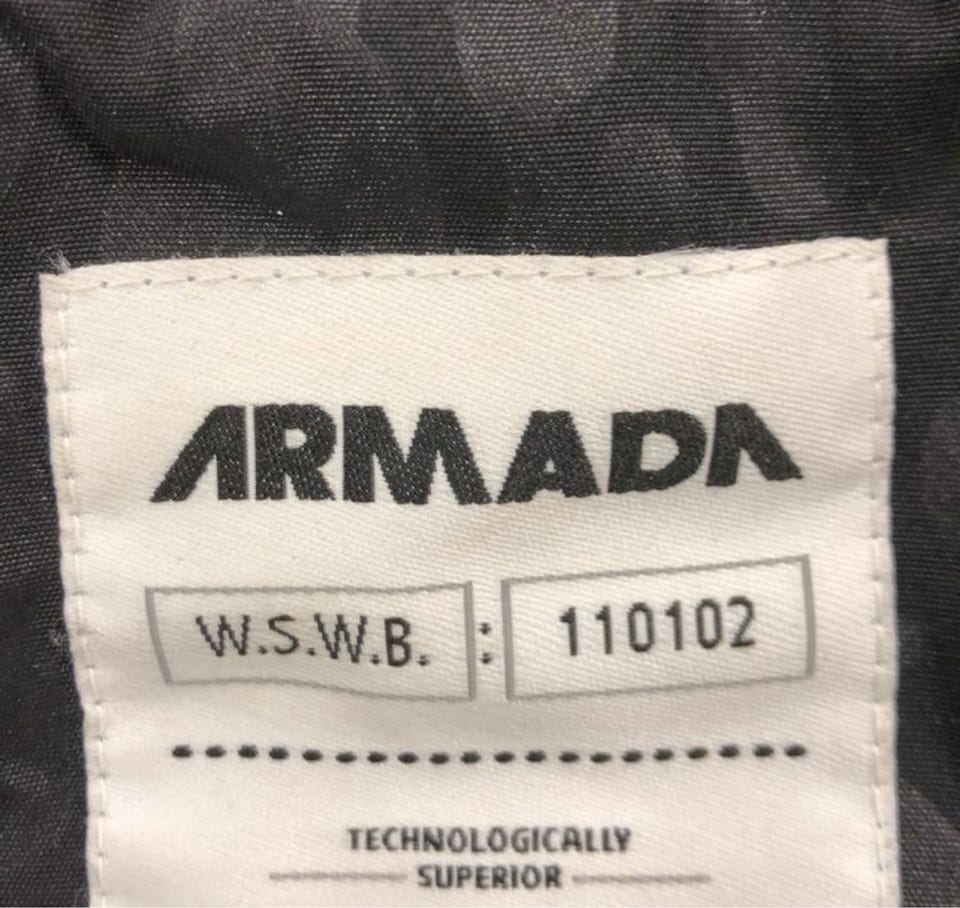 ARMADA
W.S.W.B. : 110102
TECHNOLOGICALLY
SUPERIOR